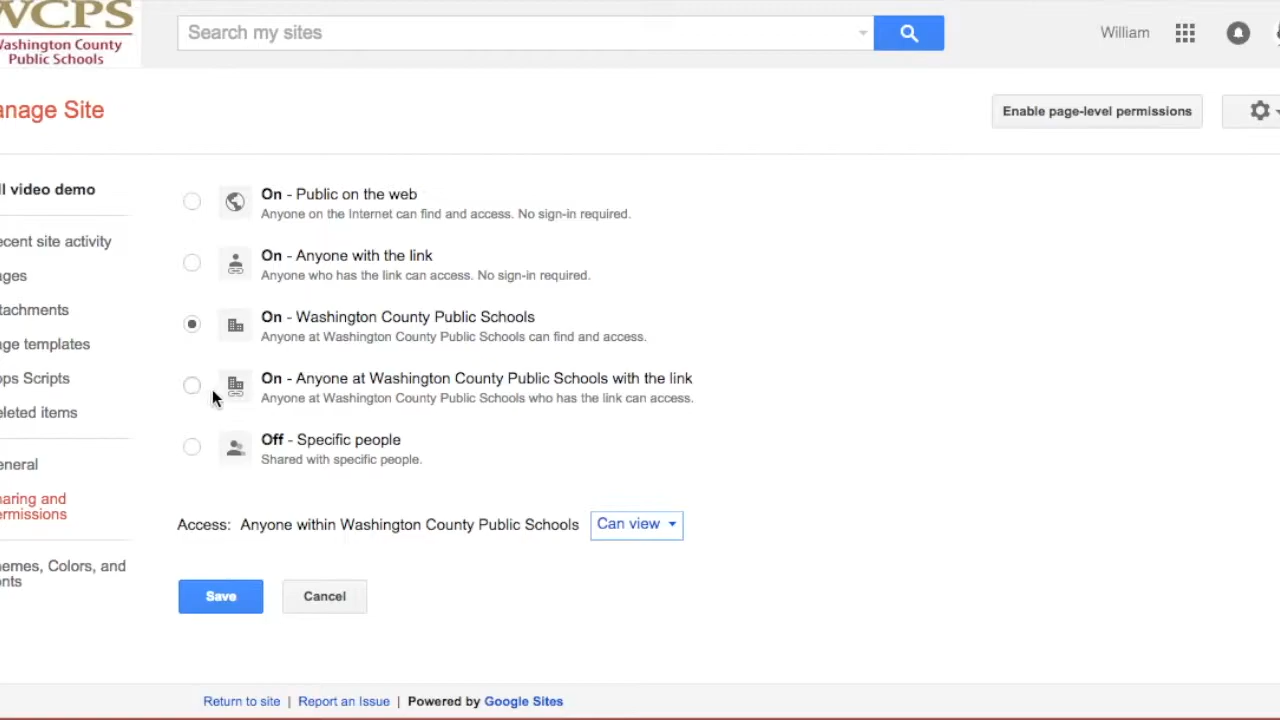 WCPS
Washington County
Public Schools
Search my sites
William
anage Site
Enable page-level permissions
ll video demo
ecent site activity
ges
tachments
ge templates
ps Scripts
eleted items
eneral
aring and
ermissions
emes, Colors, and
nts
On - Public on the web
Anyone on the Internet can find and access. No sign-in required.
On - Anyone with the link
Anyone who has the link can access. No sign-in required.
On - Washington County Public Schools
Anyone at Washington County Public Schools can find and access.
On - Anyone at Washington County Public Schools with the link
Anyone at Washington County Public Schools who has the link can access.
Off - Specific people
Shared with specific people.
Access: Anyone within Washington County Public Schools Can view
Save Cancel
Return to site | Report an Issue | Powered by Google Sites